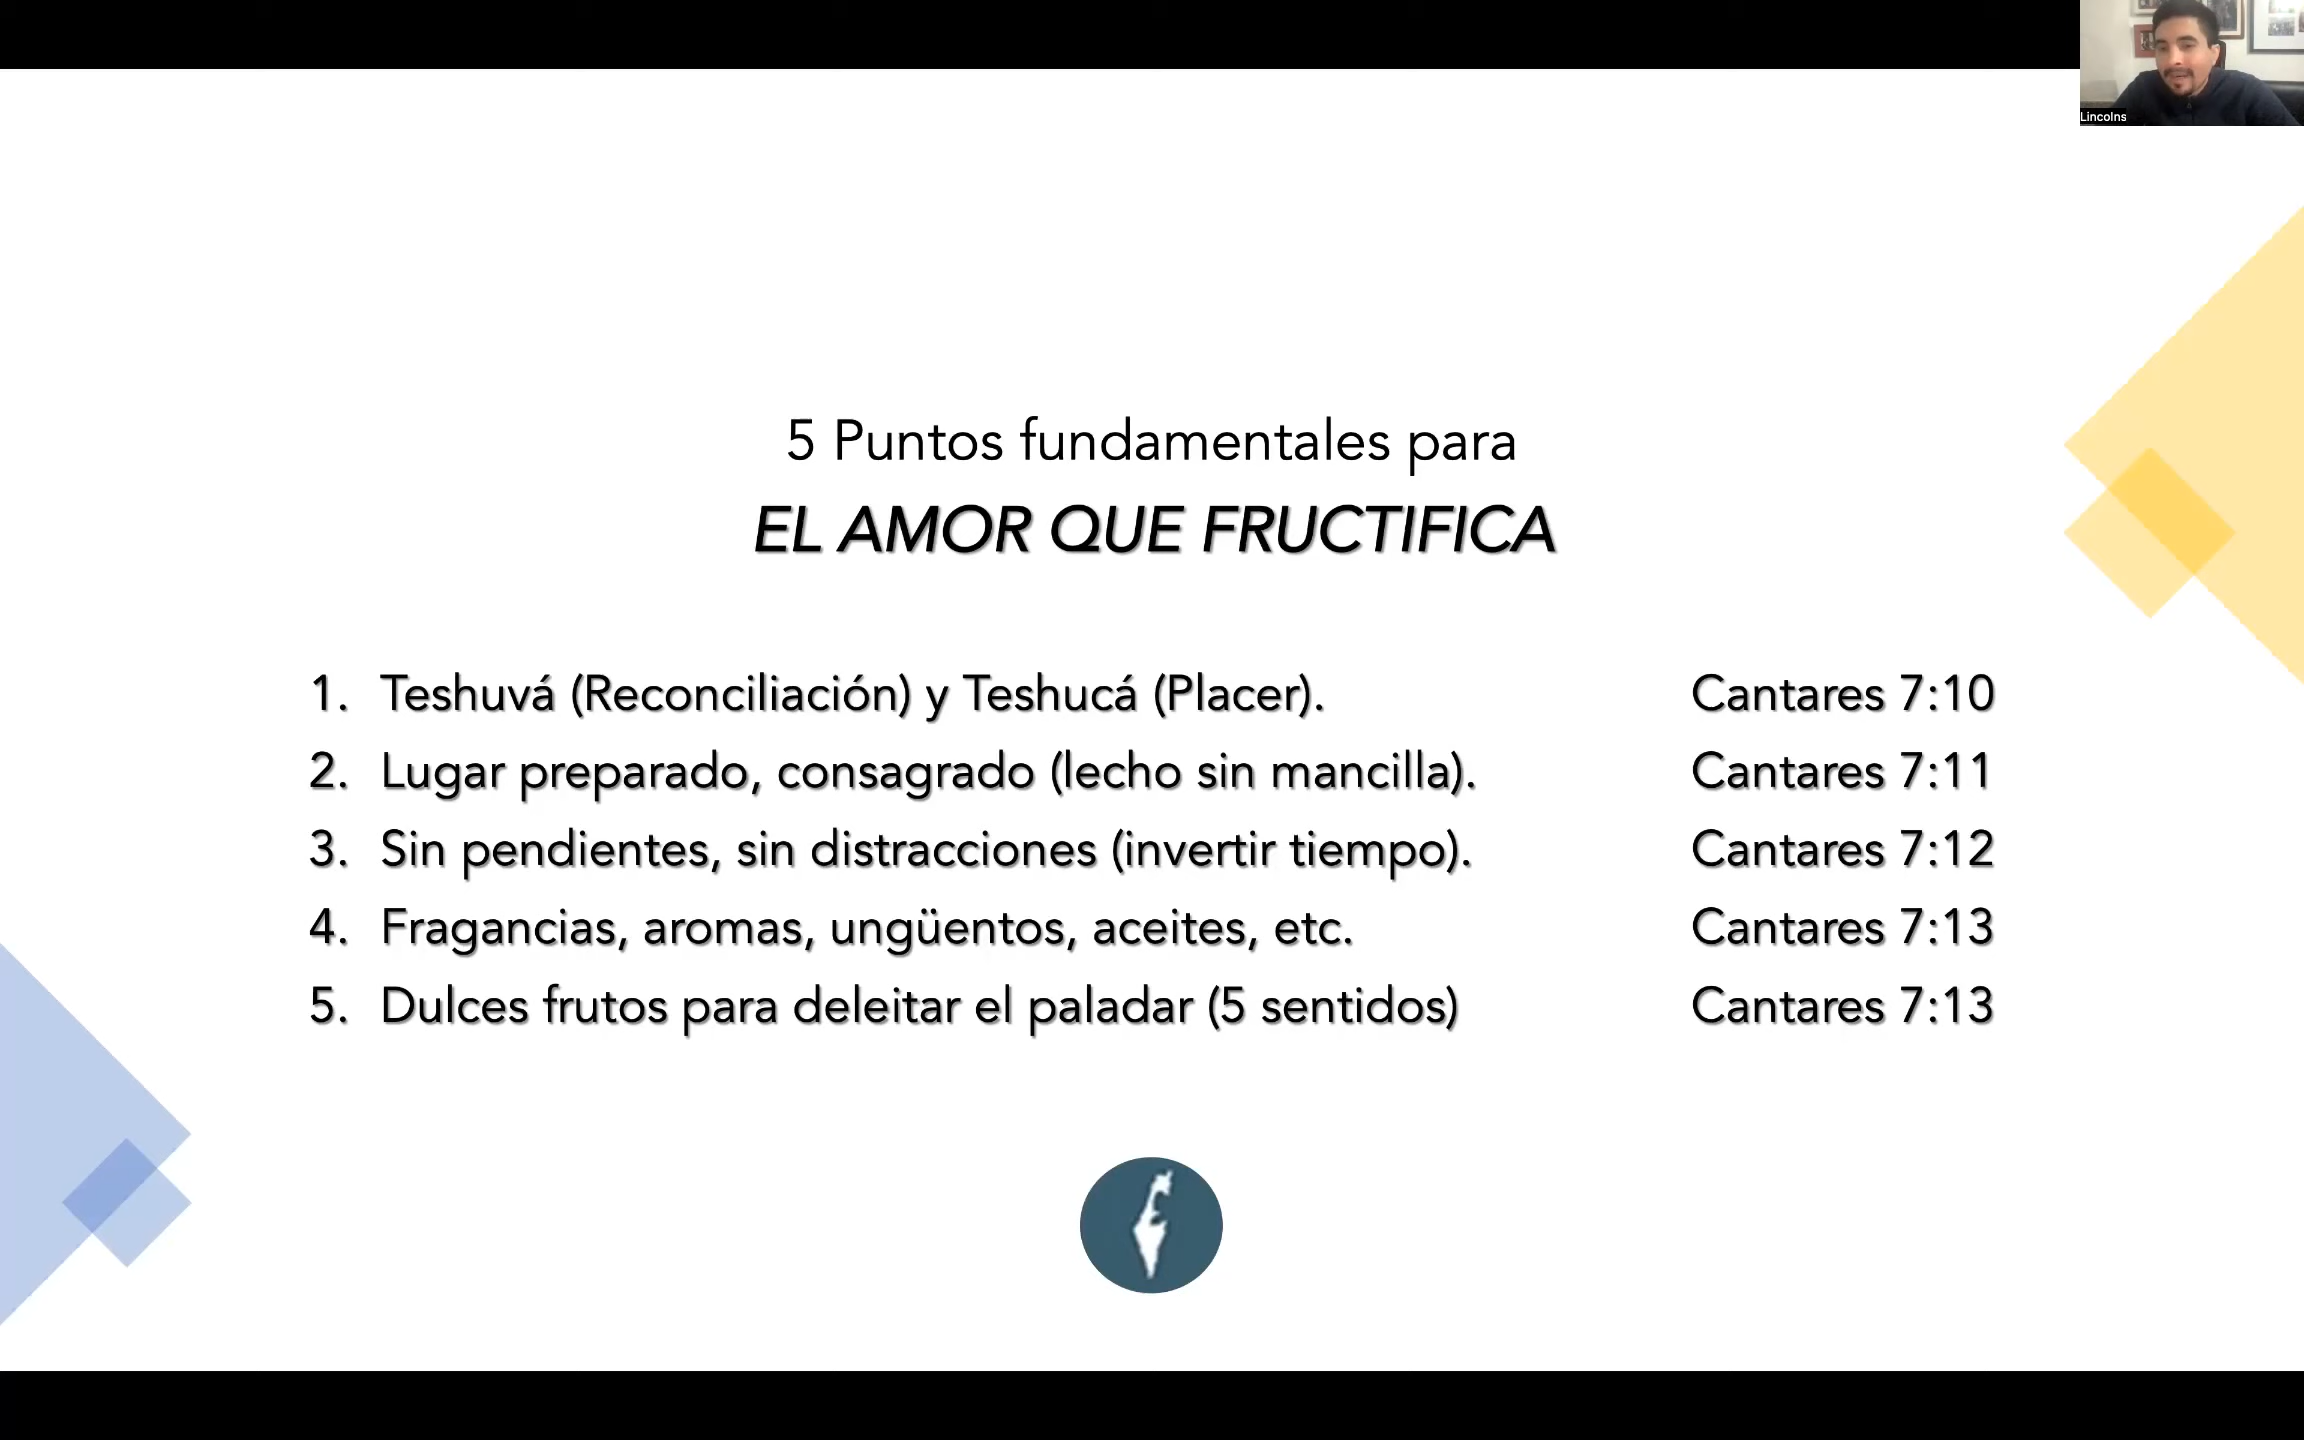 Lincolns
5 Puntos fundamentales para
EL AMOR QUE FRUCTIFICA
1. Teshuvá (Reconciliación) y Teshucá (Placer). Cantares 7:10
2. Lugar preparado, consagrado (lecho sin mancilla). Cantares 7:11
3. Sin pendientes, sin distracciones (invertir tiempo). Cantares 7:12
4. Fragancias, aromas, ungüentos, aceites, etc. Cantares 7:13
5. Dulces frutos para deleitar el paladar (5 sentidos) Cantares 7:13